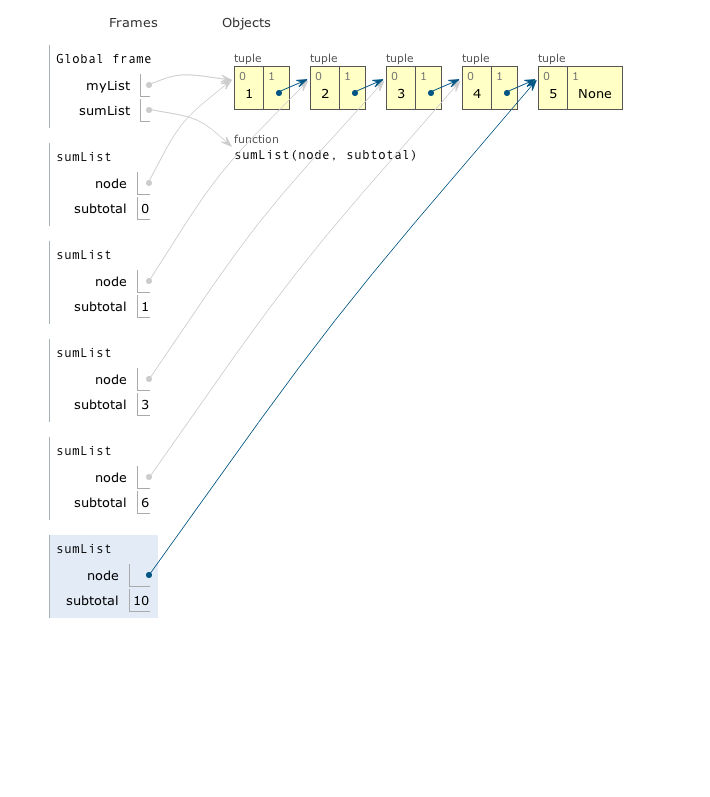 Frames Objects
Global frame
myList
sumList
tuple tuple tuple tuple tuple
0 1 0 1 0 1 0 1 0 1
1 2 3 4 5 None
function
sumList(node, subtotal)
sumList
node
subtotal 0
sumList
node
subtotal 1
sumList
node
subtotal 3
sumList
node
subtotal 6
sumList
node
subtotal 10